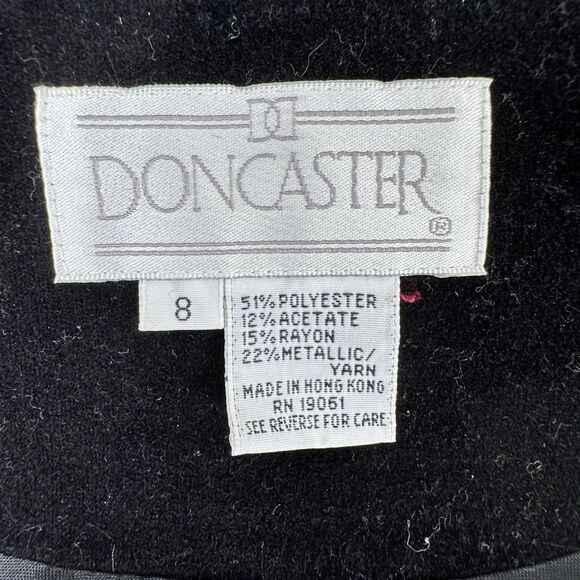 DONCASTER®
8
51% POLYESTER
12% ACETATE
15% RAYON
22% METALLIC/
YARN
MADE IN HONG KONG
RN 19061
SEE REVERSE FOR CARE